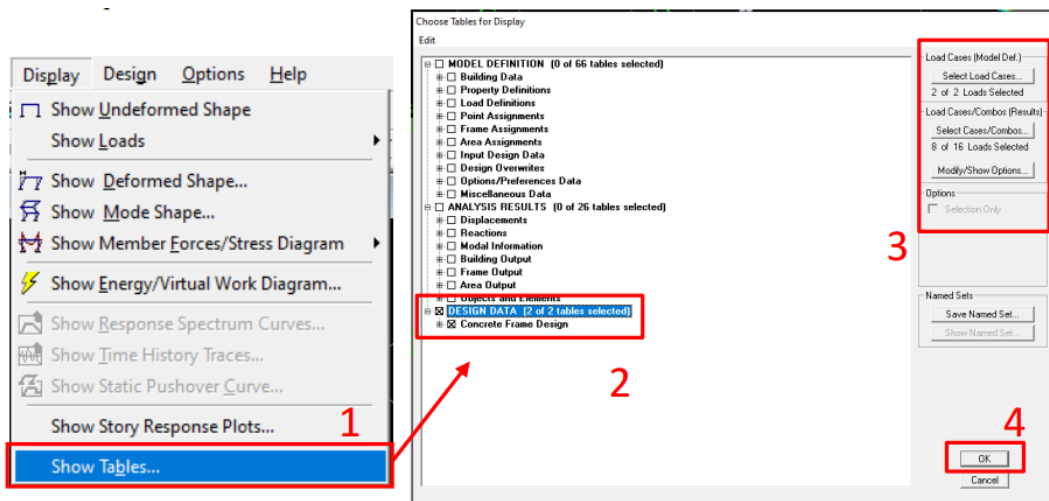 Display Design Options Help
Show Undeformed Shape
Show Loads
Show Deformed Shape...
Show Mode Shape...
Show Member Forces/Stress Diagram
Show Energy/Virtual Work Diagram...
Show Response Spectrum Curves...
Show Time History Traces...
Show Static Pushover Curve...
Show Story Response Plots...
1
Show Tables...
Choose Tables for Display
Edit
MODEL DEFINITION (0 of 66 tables selected)
Building Data
Property Definitions
Load Definitions
Point Assignments
Frame Assignments
Area Assignments
Input Design Data
Design Overwrites
Options/Preferences Data
Miscellaneous Data
ANALYSIS RESULTS (0 of 26 tables selected)
Displacements
Reactions
Modal Information
Building Output
Frame Output
Area Output
Objects and Elements
DESIGN DATA (2 of 2 tables selected)
Concrete Frame Design
2
Load Cases (Model Def.)
Select Load Cases...
2 of 2 Loads Selected
Load Cases/Combos (Results)
Select Cases/Combos...
8 of 16 Loads Selected
Modify/Show Options...
Options
Selection Only
3
Named Sets
Save Named Set...
Show Named Set...
4
OK
Cancel